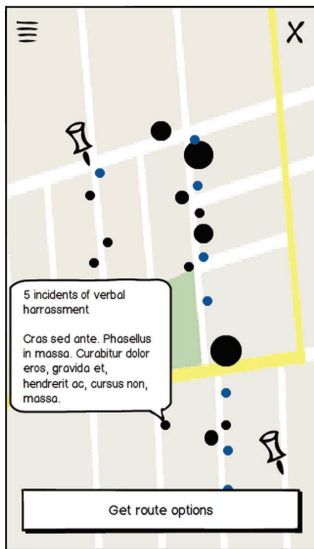 5 incidents of verbal
harrassment
Cras sed ante. Phasellus
in massa. Curabitur dolor
eros, gravida et,
hendrerit ac, cursus non,
massa.
Get route options